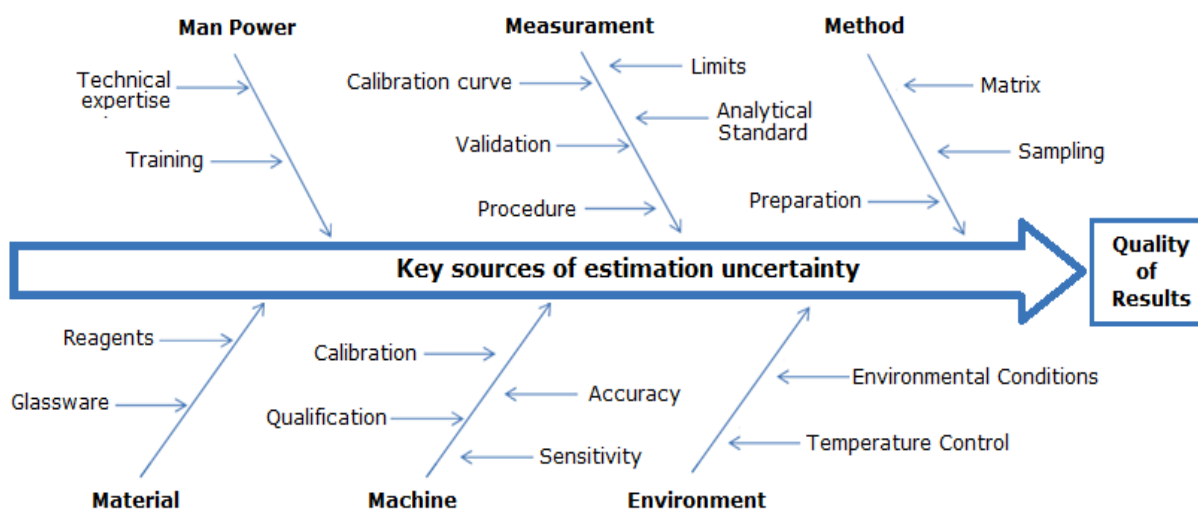 Man Power
Measurament
Method
Technical
expertise
Training
Calibration curve
Limits
Analytical
Standard
Validation
Procedure
Matrix
Sampling
Preparation
Key sources of estimation uncertainty
Quality
of
Results
Reagents
Glassware
Calibration
Accuracy
Qualification
Sensitivity
Environmental Conditions
Temperature Control
Material
Machine
Environment